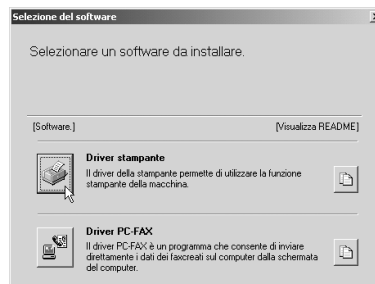 Selezione del software
Selezionare un software da installare.
[Software.] [Visualizza README]
Driver stampante
Il driver della stampante permette di utilizzare la funzione
stampante della macchina.
Driver PC-FAX
Il driver PC-FAX è un programma che consente di inviare
direttamente i dati dei faxcreati sul computer dalla schermata
del computer.